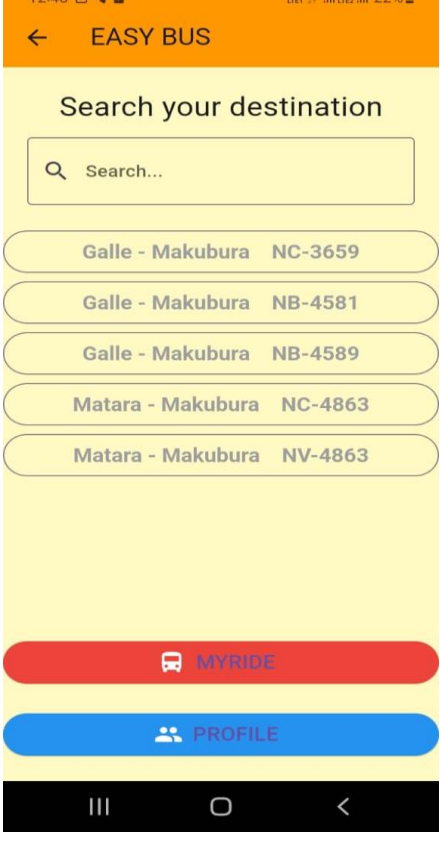 EASY BUS
Search your destination
Search...
Galle - Makubura NC-3659
Galle - Makubura NB-4581
Galle - Makubura NB-4589
Matara - Makubura NC-4863
Matara - Makubura NV-4863
MYRIDE
PROFILE